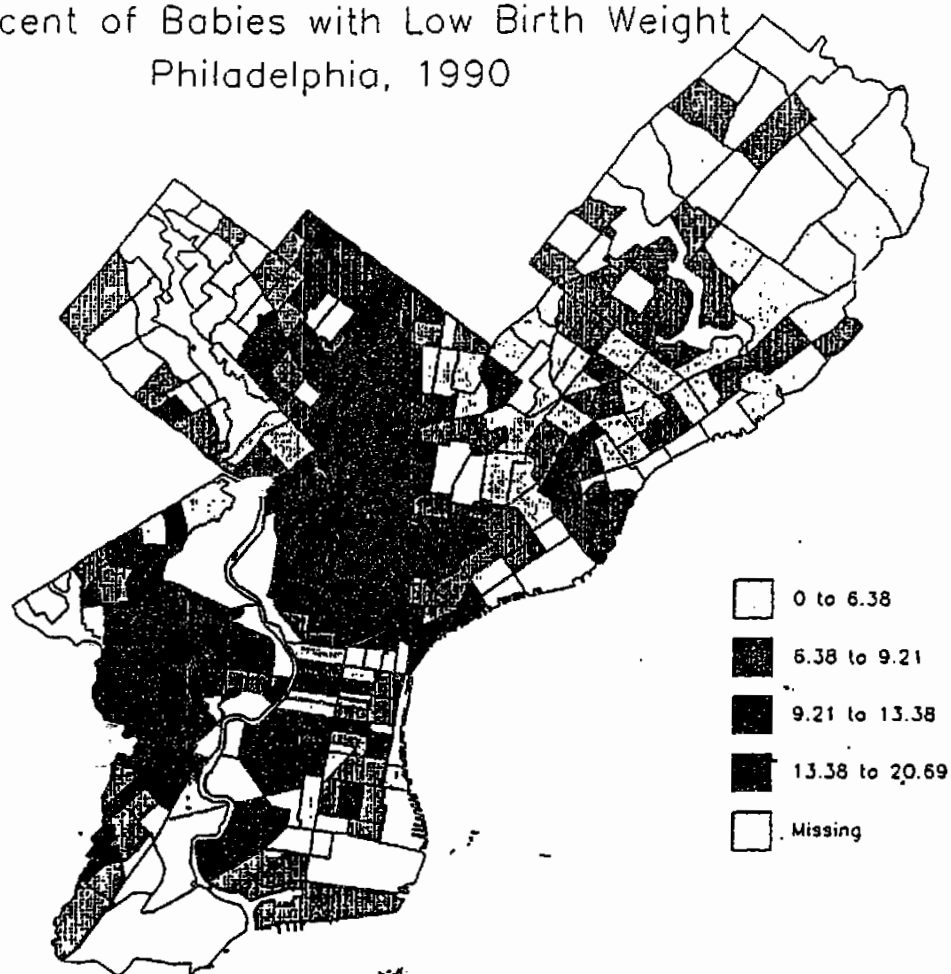 cent of Babies with Low Birth Weight
Philadelphia, 1990
0 to 6.38
6.38 to 9.21
9.21 to 13.38
13.38 to 20.69
Missing